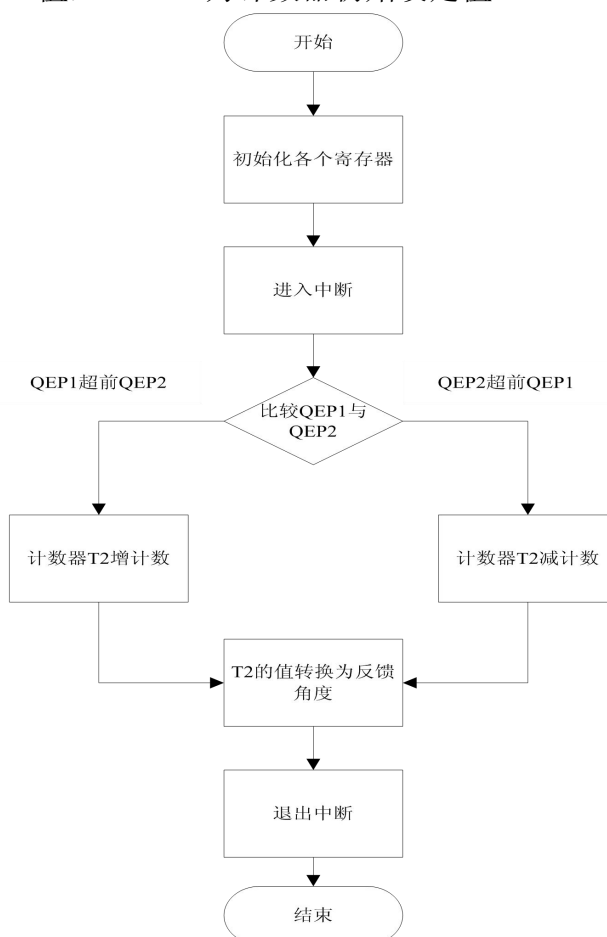 开始
初始化各个寄存器
进入中断
QEP1超前QEP2
QEP2超前QEP1
比较QEP1与
QEP2
计数器T2增计数
计数器T2减计数
T2的值转换为反馈
角度
退出中断
结束